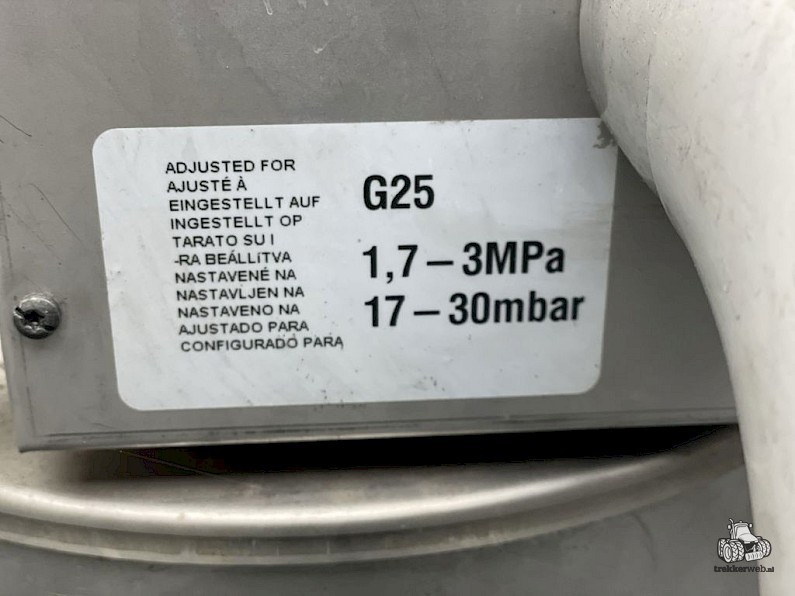 ADJUSTED FOR
AJUSTÉ À
EINGESTELLT AUF
INGESTELLT OP
TARATO SU I
-RA BEÁLLíTVA
NASTAVENÉ NA
NASTAVLJEN NA
NASTAVENO NA
AJUSTADO PARA
CONFIGURADO PARA
G25
1,7 – 3MPa
17 – 30mbar
trekkerweb.nl